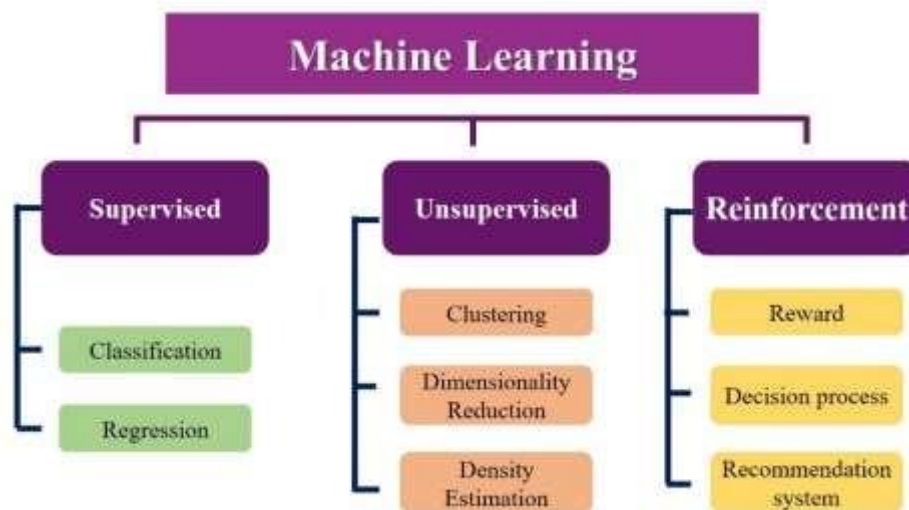 Machine Learning
Supervised
Unsupervised
Reinforcement
Classification
Regression
Clustering
Dimensionality
Reduction
Density
Estimation
Reward
Decision process
Recommendation
system